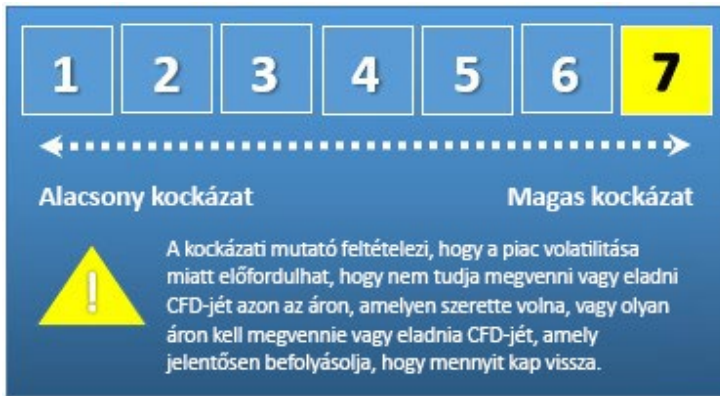 1 2 3 4 5 6 7
Alacsony kockázat Magas kockázat
!
A kockázati mutató feltételezi, hogy a piac volatilitása
miatt előfordulhat, hogy nem tudja megvenni vagy eladni
CFD-jét azon az áron, amelyen szerette volna, vagy olyan
áron kell megvennie vagy eladnia CFD-jét, amely
jelentősen befolyásolja, hogy mennyit kap vissza.